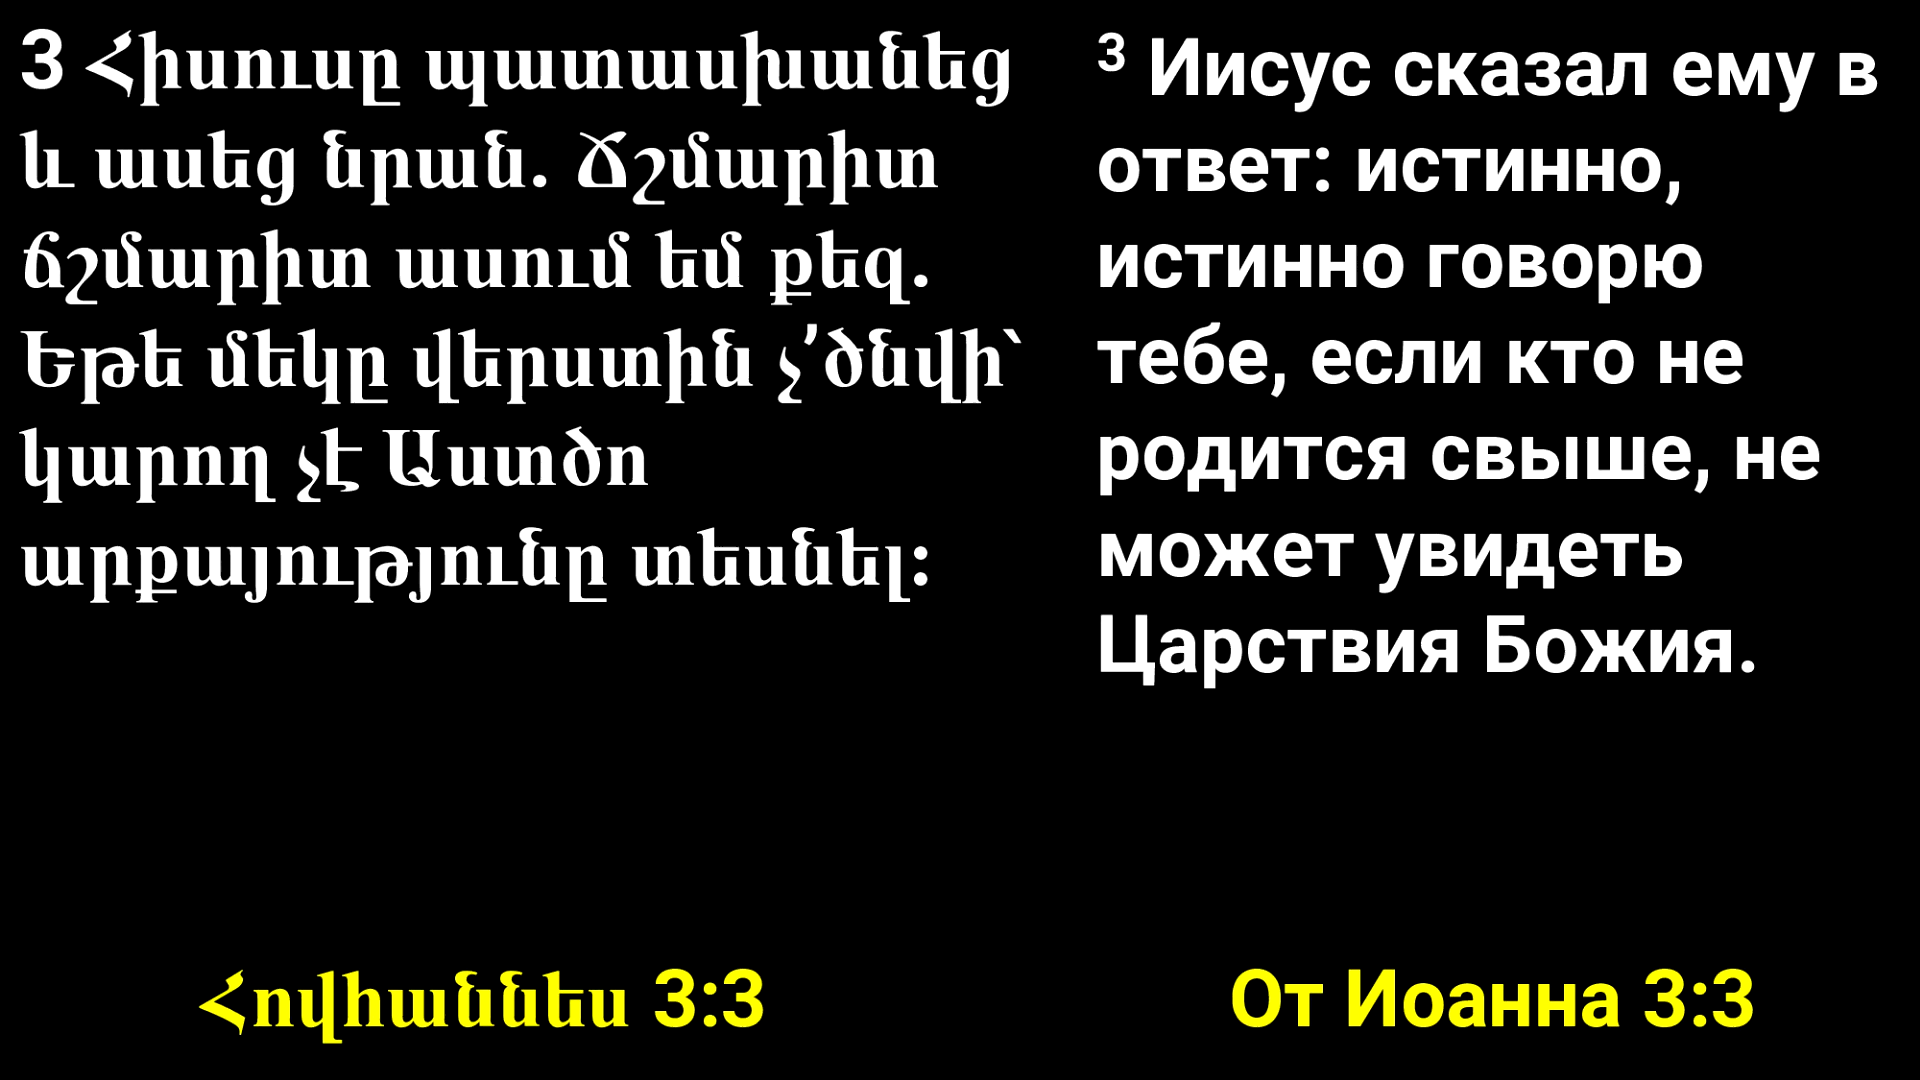 3 Հիսուսը պատասխանեց
և ասեց նրան. Ճշմարիտ
ճշմարիտ ասում եմ քեզ.
Եթե մեկը վերստին չ՛ծնվի՝
կարող չէ Աստծո
արքայությունը տեսնել:
3 Иисус сказал ему в
ответ: истинно,
истинно говорю
тебе, если кто не
родится свыше, не
может увидеть
Царствия Божия.
Հովհաննես 3:3
От Иоанна 3:3